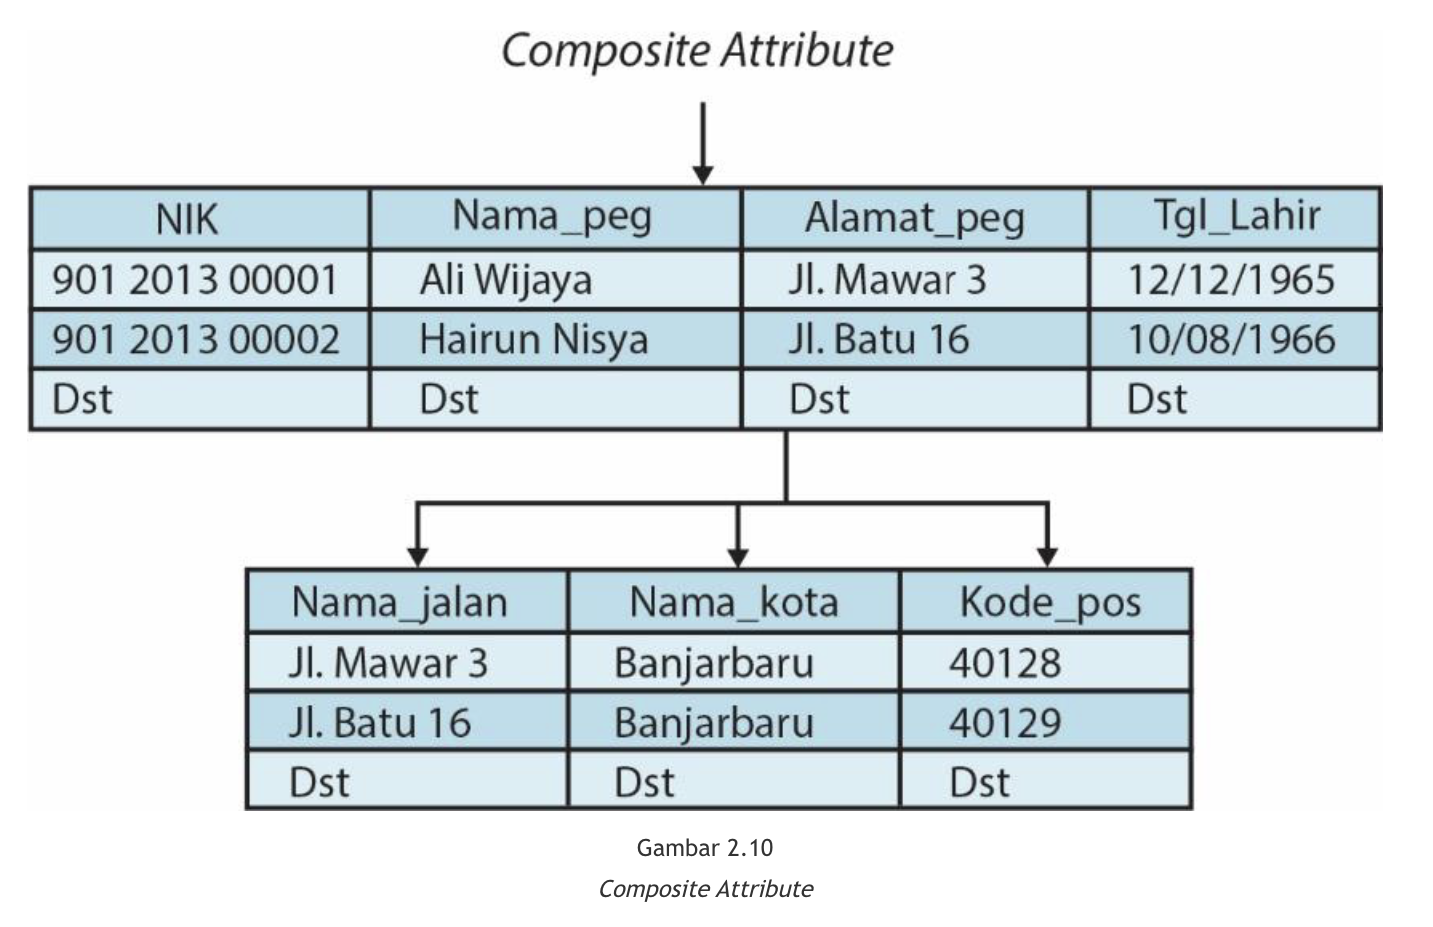 Composite Attribute
NIK Nama_peg Alamat_peg Tgl_Lahir
901 2013 00001 Ali Wijaya Jl. Mawar 3 12/12/1965
901 2013 00002 Hairun Nisya Jl. Batu 16 10/08/1966
Dst Dst Dst Dst
Nama_jalan Nama_kota Kode_pos
Jl. Mawar 3 Banjarbaru 40128
Jl. Batu 16 Banjarbaru 40129
Dst Dst Dst
Gambar 2.10
Composite Attribute